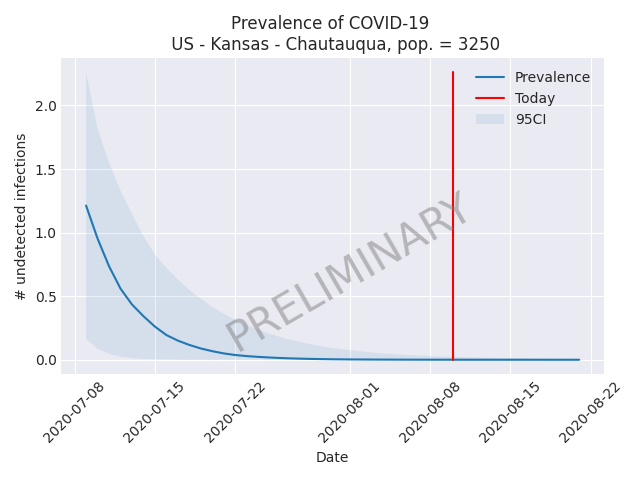 Prevalence of COVID-19
US - Kansas - Chautauqua, pop. = 3250
Prevalence
Today
95CI
2.0
1.5
1.0
0.5
0.0
# undetected infections
PRELIMINARY
2020-07-08
2020-07-15
2020-07-22
2020-08-01
2020-08-08
2020-08-15
2020-08-22
Date